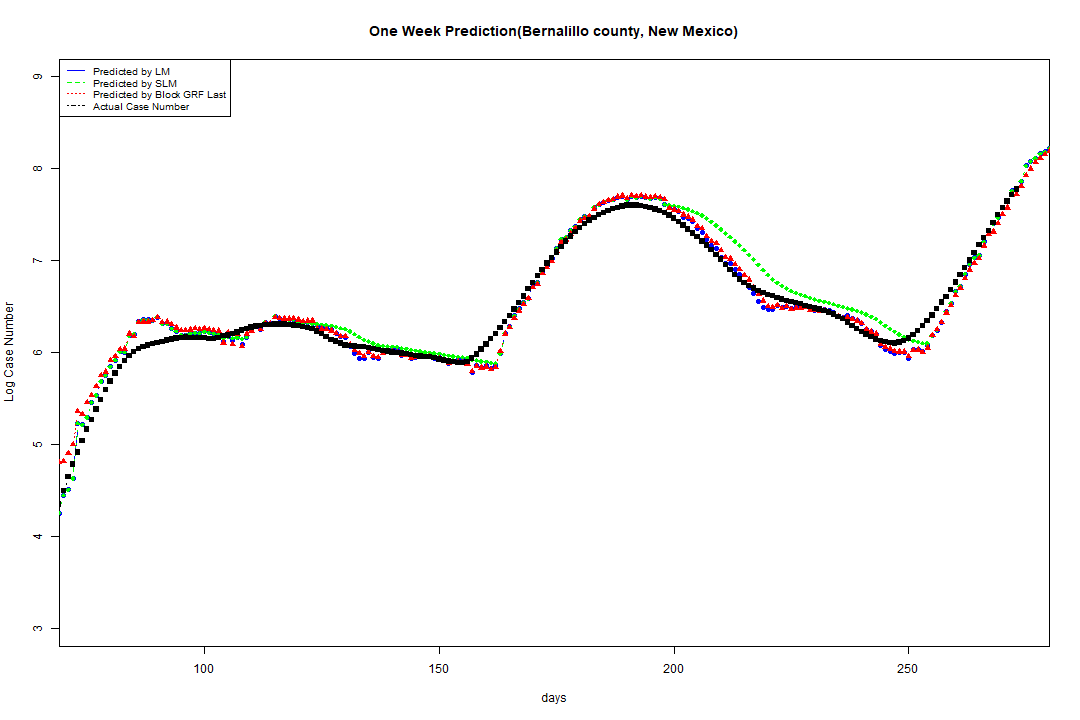 One Week Prediction(Bernalillo county, New Mexico)
Predicted by LM
Predicted by SLM
Predicted by Block GRF Last
Actual Case Number
9
8
7
6
5
4
3
Log Case Number
100 150 200 250
days